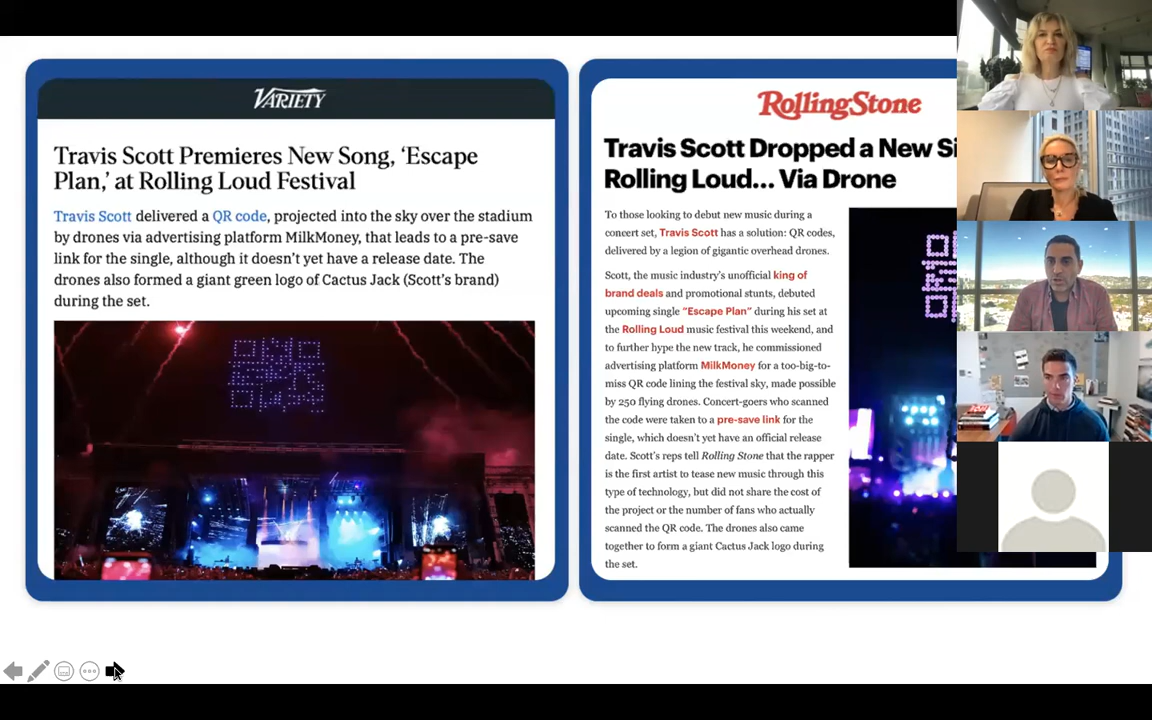 VARIETY
Travis Scott Premieres New Song, ‘Escape
Plan,’ at Rolling Loud Festival
Travis Scott delivered a QR code, projected into the sky over the stadium
by drones via advertising platform MilkMoney, that leads to a pre-save
link for the single, although it doesn’t yet have a release date. The
drones also formed a giant green logo of Cactus Jack (Scott’s brand)
during the set.
RollingStone
Travis Scott Dropped a New Si
Rolling Loud... Via Drone
To those looking to debut new music during a
concert set, Travis Scott has a solution: QR codes,
delivered by a legion of gigantic overhead drones.
Scott, the music industry’s unofficial king of
brand deals and promotional stunts, debuted
upcoming single “Escape Plan” during his set at
the Rolling Loud music festival this weekend, and
to further hype the new track, he commissioned
advertising platform MilkMoney for a too-big-to-
miss QR code lining the festival sky, made possible
by 250 flying drones. Concert-goers who scanned
the code were taken to a pre-save link for the
single, which doesn’t yet have an official release
date. Scott’s reps tell Rolling Stone that the rapper
is the first artist to tease new music through this
type of technology, but did not share the cost of
the project or the number of fans who actually
scanned the QR code. The drones also came
together to form a giant Cactus Jack logo during
the set.